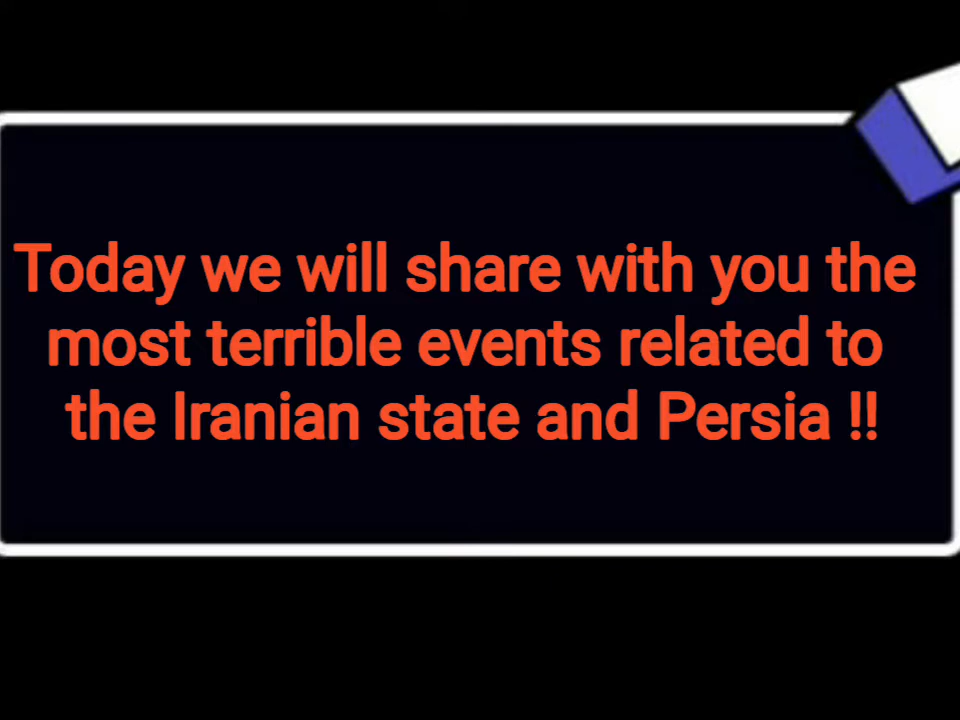 Today we will share with you the
most terrible events related to
the Iranian state and Persia !!